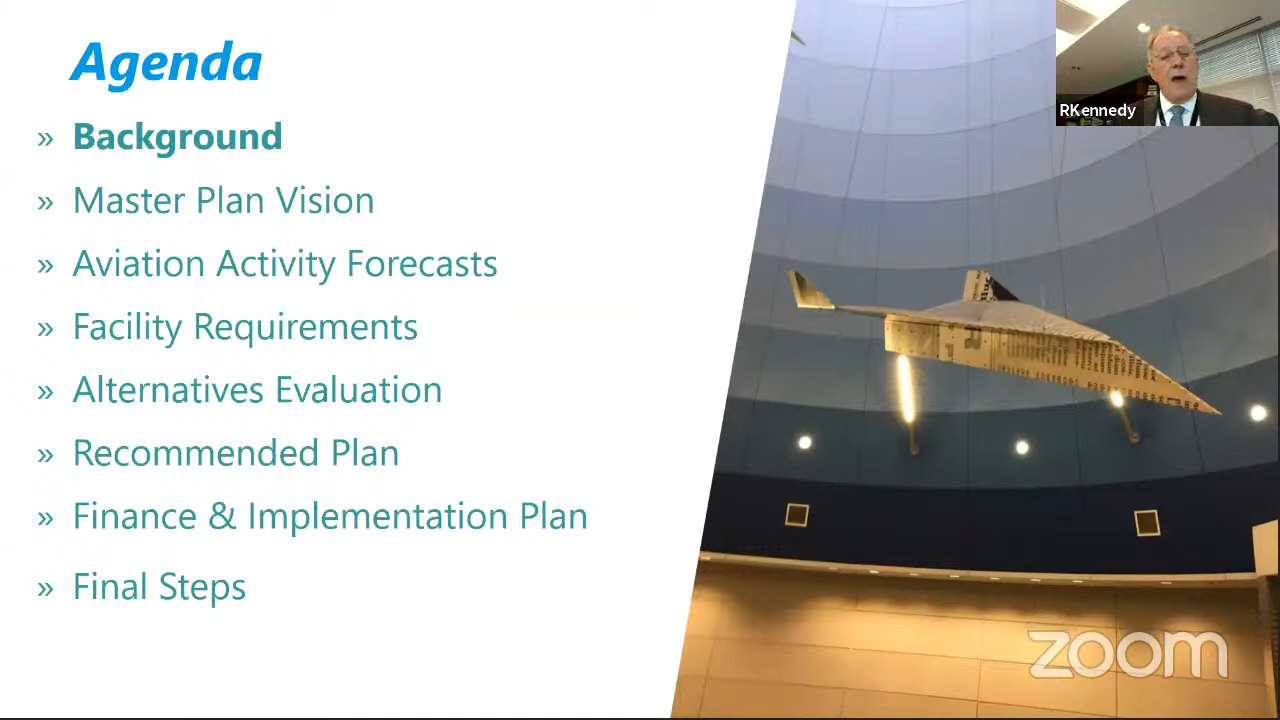 Agenda
» Background
» Master Plan Vision
» Aviation Activity Forecasts
» Facility Requirements
» Alternatives Evaluation
» Recommended Plan
» Finance & Implementation Plan
» Final Steps
RKennedy
zoom